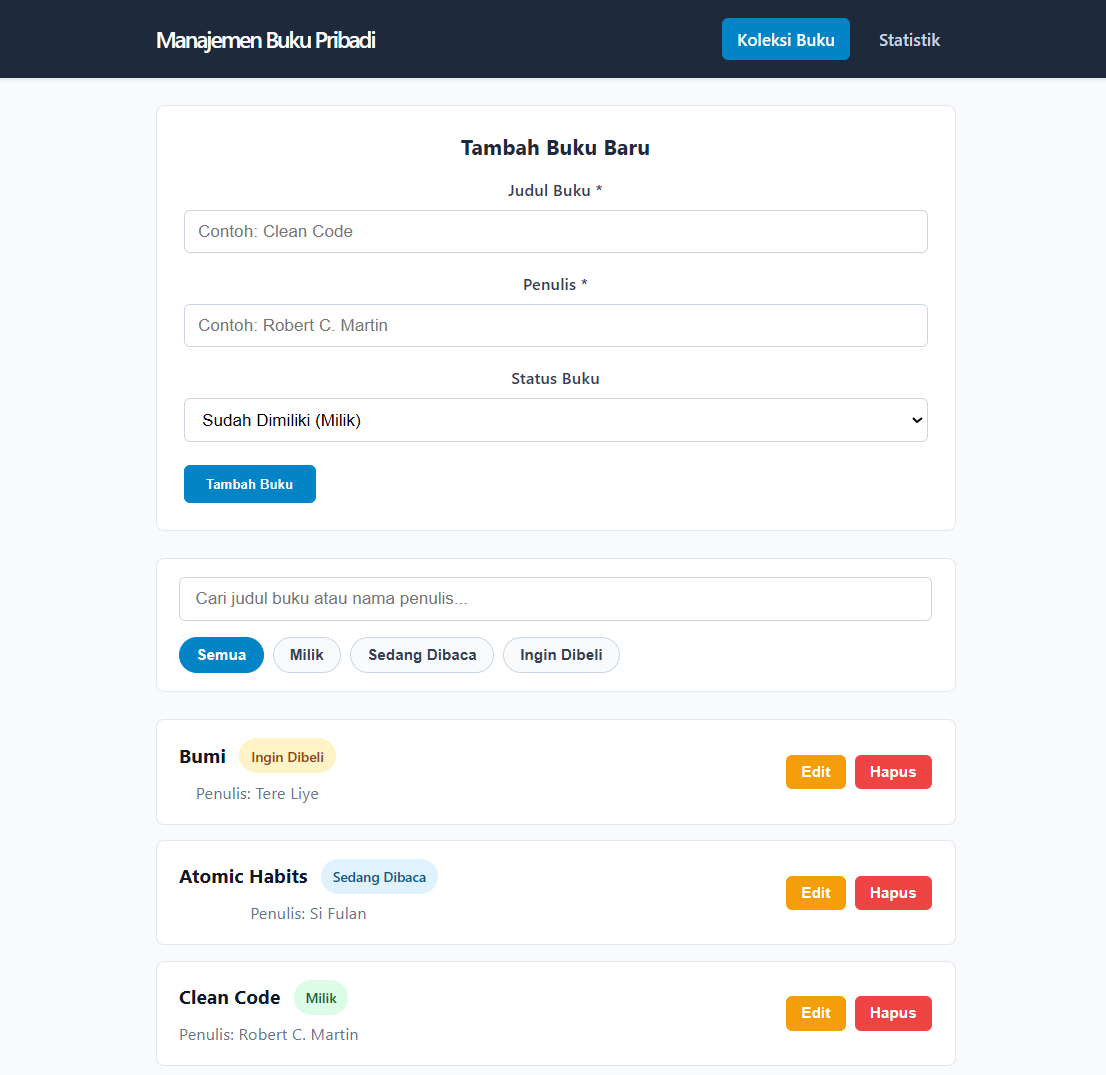 Manajemen Buku Pribadi
Koleksi Buku
Statistik
Tambah Buku Baru
Judul Buku *
Contoh: Clean Code
Penulis *
Contoh: Robert C. Martin
Status Buku
Sudah Dimiliki (Milik)
Tambah Buku
Cari judul buku atau nama penulis...
Semua
Milik
Sedang Dibaca
Ingin Dibeli
Bumi
Ingin Dibeli
Penulis: Tere Liye
Edit
Hapus
Atomic Habits
Sedang Dibaca
Penulis: Si Fulan
Edit
Hapus
Clean Code
Milik
Penulis: Robert C. Martin
Edit
Hapus